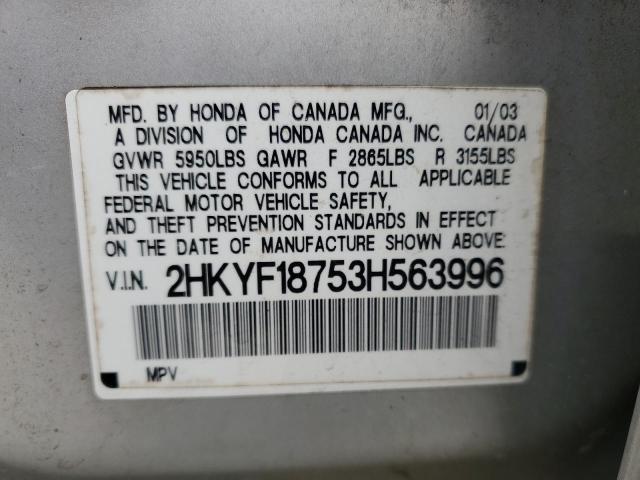 MFD. BY HONDA OF CANADA MFG., 01/03
A DIVISION OF HONDA CANADA INC. CANADA
GVWR 5950LBS GAWR F 2865LBS R 3155LBS
THIS VEHICLE CONFORMS TO ALL APPLICABLE
FEDERAL MOTOR VEHICLE SAFETY,
AND THEFT PREVENTION STANDARDS IN EFFECT
ON THE DATE OF MANUFACTURE SHOWN ABOVE.
V.I.N. 2HKYF18753H563996
MPV